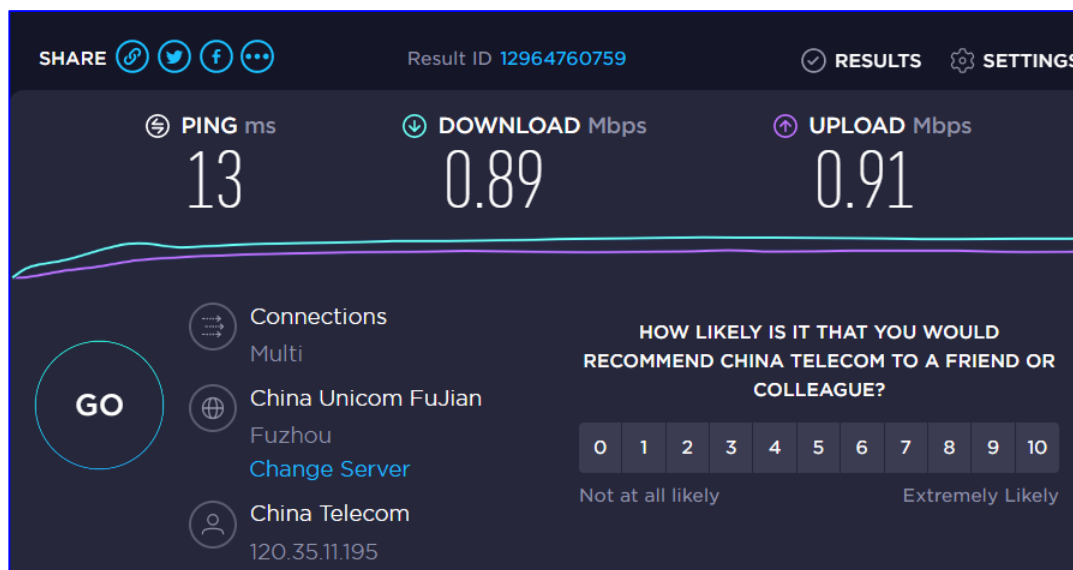 SHARE
Result ID 12964760759
RESULTS
SETTINGS
PING ms
DOWNLOAD Mbps
UPLOAD Mbps
13
0.89
0.91
GO
Connections
Multi
China Unicom FuJian
Fuzhou
Change Server
China Telecom
120.35.11.195
HOW LIKELY IS IT THAT YOU WOULD
RECOMMEND CHINA TELECOM TO A FRIEND OR
COLLEAGUE?
0 1 2 3 4 5 6 7 8 9 10
Not at all likely
Extremely Likely